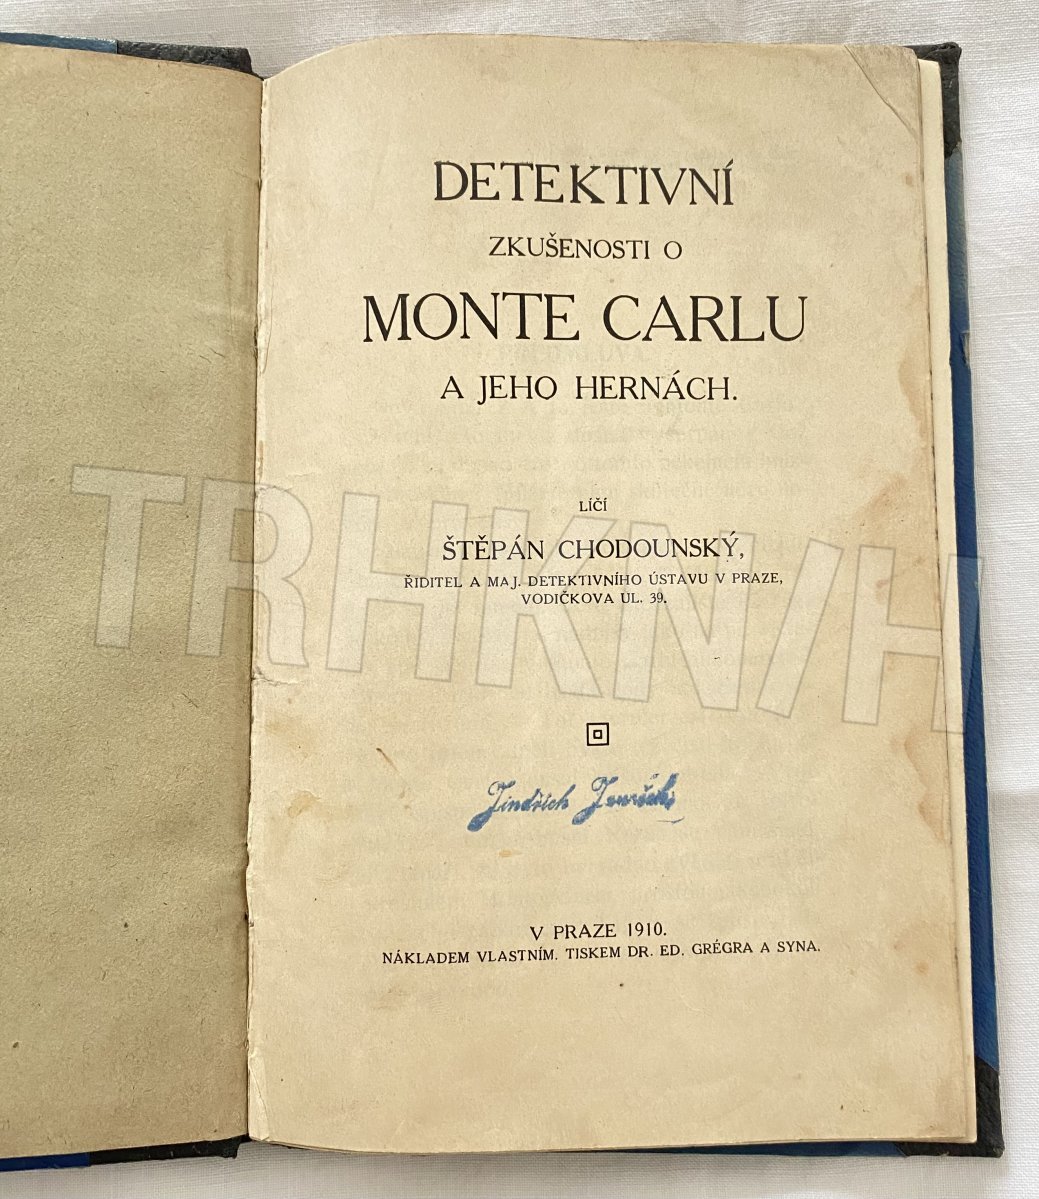 DETEKTIVNÍ
ZKUŠENOSTI O
MONTE CARLU
A JEHO HERNÁCH.
LÍČÍ
ŠTĚPÁN CHODOUNSKÝ,
ŘIDITEL A MAJ. DETEKTIVNÍHO ÚSTAVU V PRAZE,
VODIČKOVA UL. 39.
TRHKNIH
Jindřich
V PRAZE 1910.
NÁKLADEM VLASTNÍM. TISKEM DR. ED. GRÉGRA A SYNA.